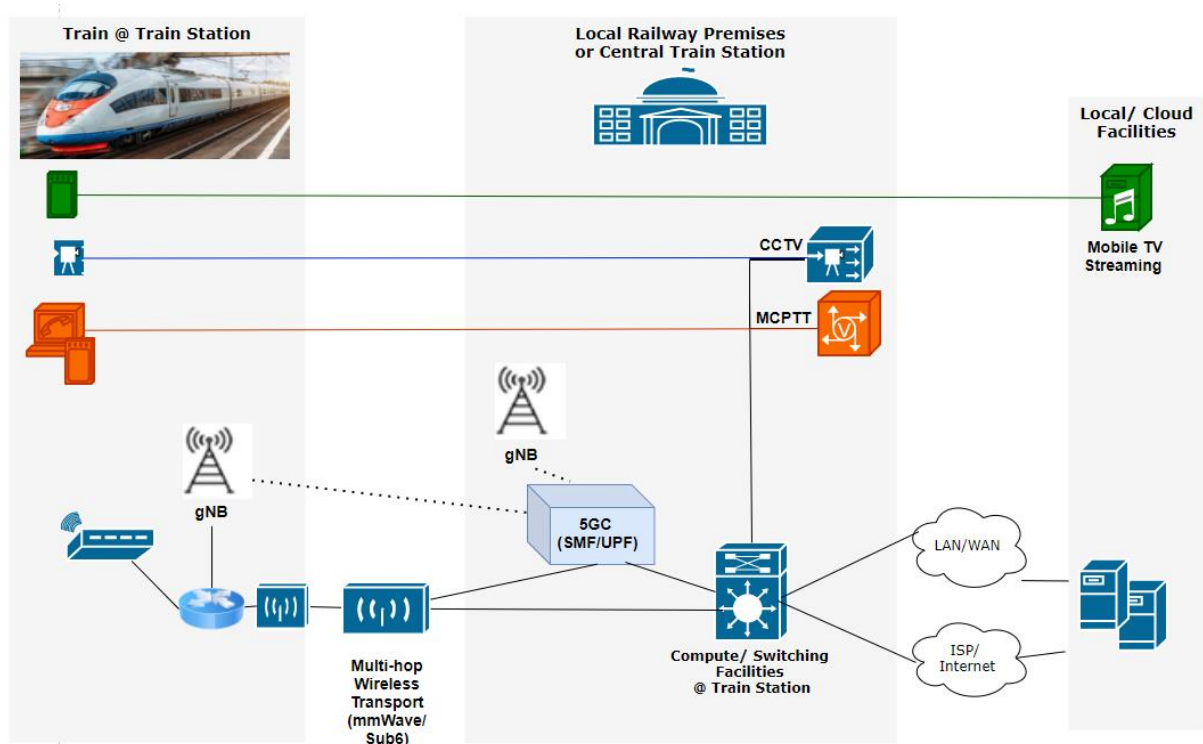 Train @ Train Station
Local Railway Premises
or Central Train Station
Local/ Cloud
Facilities
CCTV
Mobile TV
Streaming
MCPTT
V
gNB
gNB
5GC
(SMF/UPF)
LAN/WAN
ISP/
Internet
Multi-hop
Wireless
Transport
(mmWave/
Sub6)
Compute/ Switching
Facilities
@ Train Station